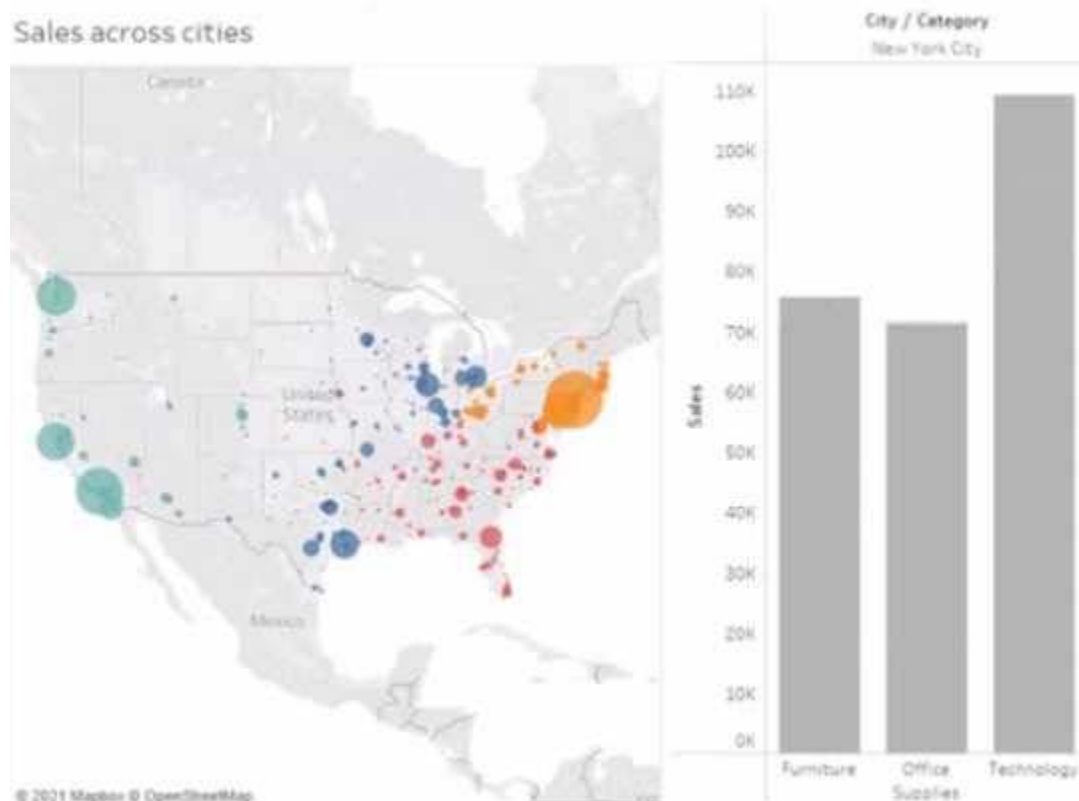 Sales across cities
Canada
United
States
Mexico
© 2021 Mapbox © OpenStreetMap
City / Category
New York City
Sales
110K
100K
90K
80K
70K
60K
50K
40K
30K
20K
10K
0K
Furniture
Office
Supplies
Technology